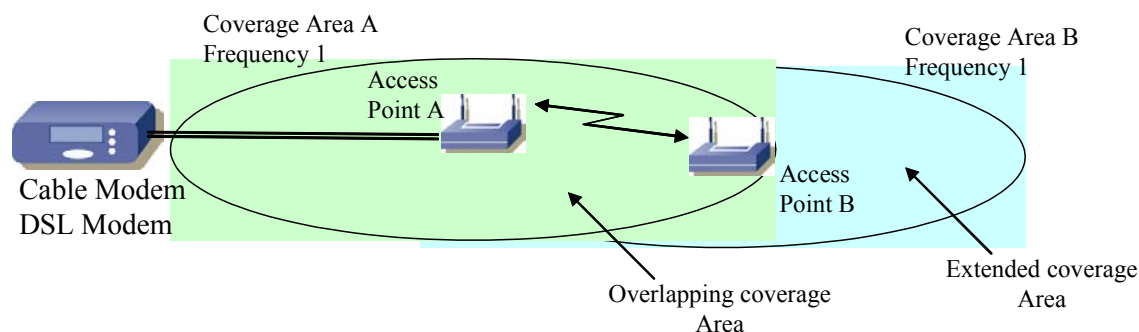 Coverage Area A
Frequency 1
Coverage Area B
Frequency 1
Access
Point A
Cable Modem
DSL Modem
Access
Point B
Overlapping coverage
Area
Extended coverage
Area